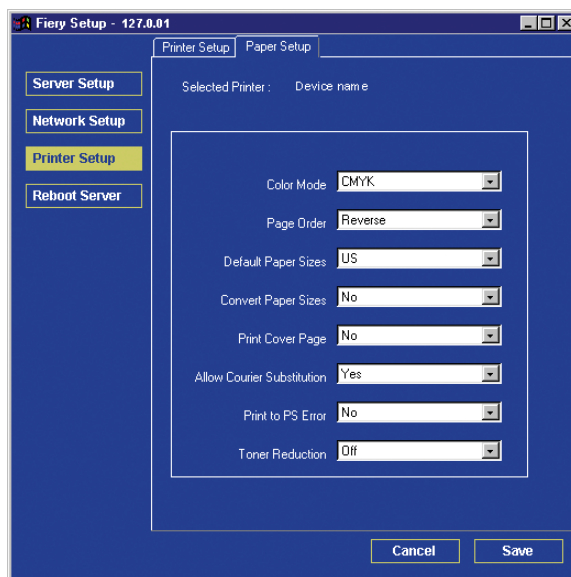 Fiery Setup - 127.0.01
Printer Setup
Paper Setup
Server Setup
Network Setup
Printer Setup
Reboot Server
Selected Printer :
Device name
Color Mode
CMYK
Page Order
Reverse
Default Paper Sizes
US
Convert Paper Sizes
No
Print Cover Page
No
Allow Courier Substitution
Yes
Print to PS Error
No
Toner Reduction
Off
Cancel
Save